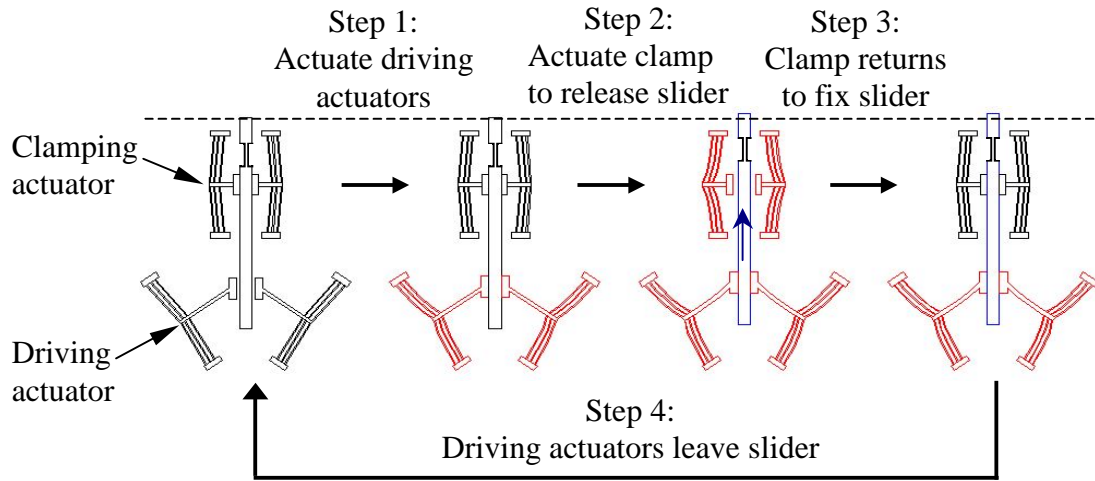 Step 1:
Actuate driving
actuators
Step 2:
Actuate clamp
to release slider
Step 3:
Clamp returns
to fix slider
Clamping
actuator
Driving
actuator
Step 4:
Driving actuators leave slider